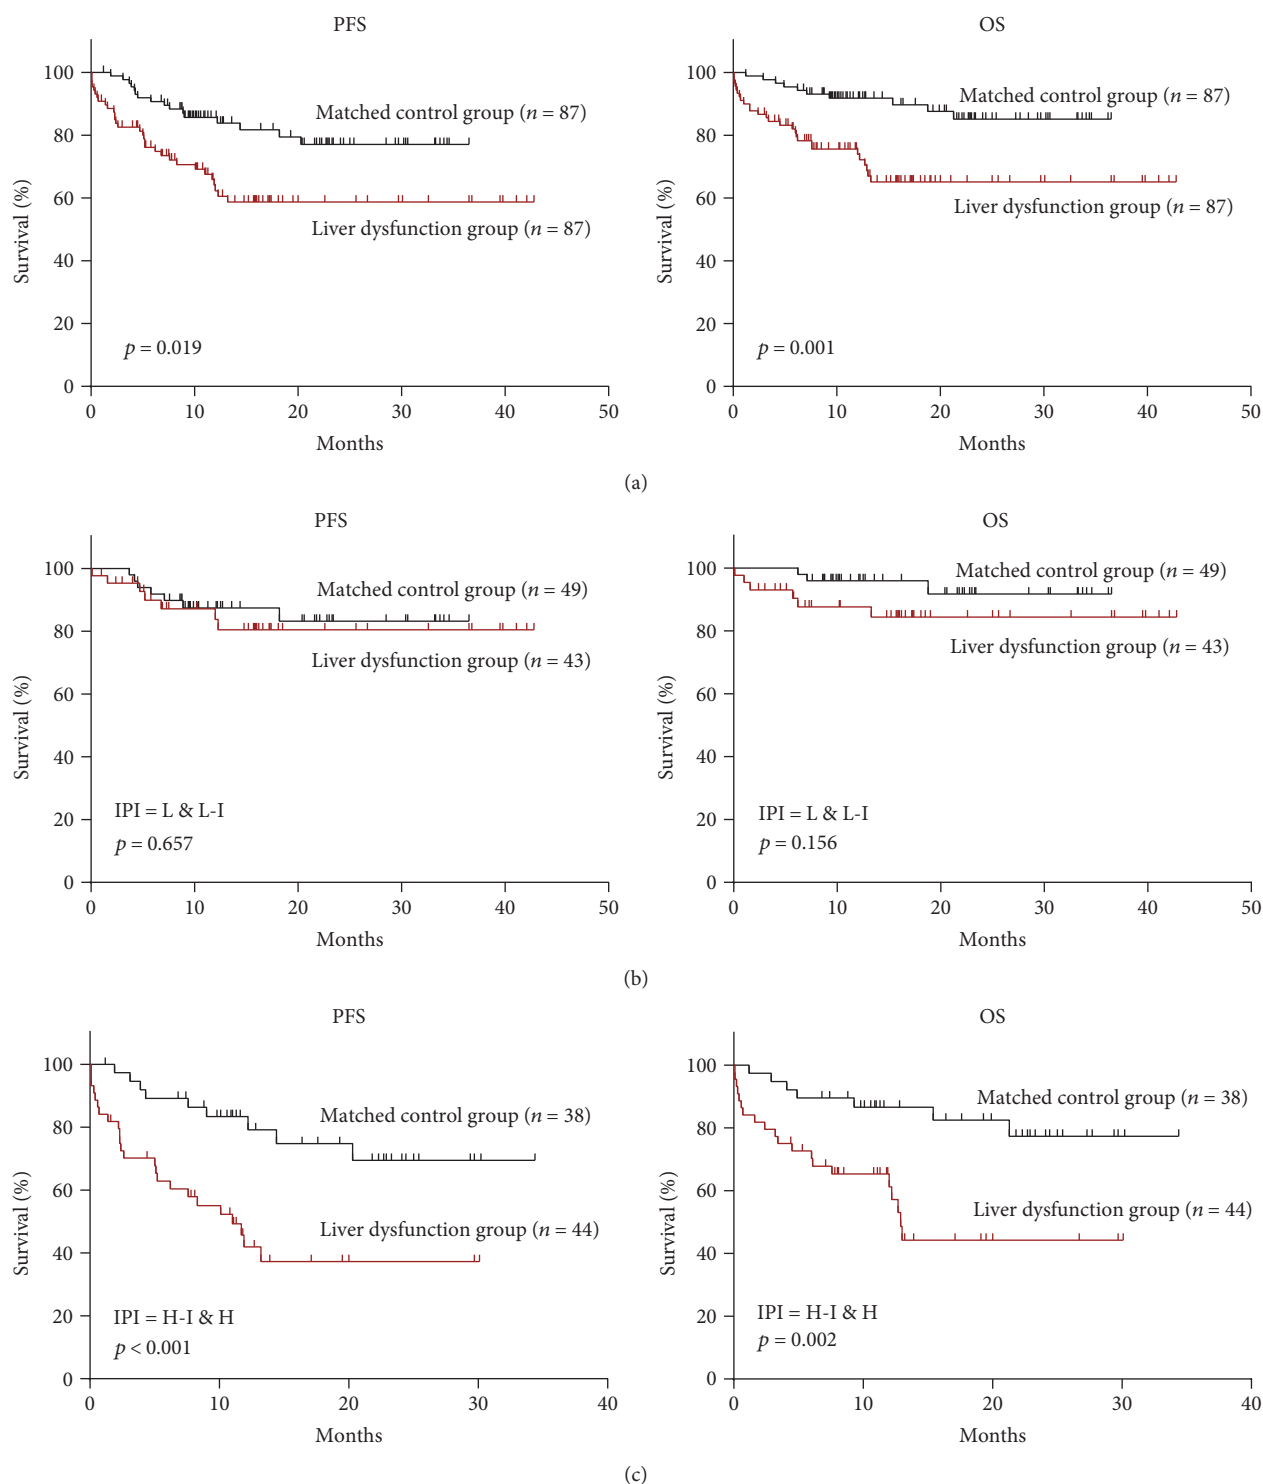 PFS
100
80
60
40
20
0
Survival (%)
Matched control group (n = 87)
Liver dysfunction group (n = 87)
p = 0.019
0 10 20 30 40 50
Months
OS
100
80
60
40
20
0
Survival (%)
Matched control group (n = 87)
Liver dysfunction group (n = 87)
p = 0.001
0 10 20 30 40 50
Months
(a)
PFS
100
80
60
40
20
0
Survival (%)
Matched control group (n = 49)
Liver dysfunction group (n = 43)
IPI = L & L-I
p = 0.657
0 10 20 30 40 50
Months
OS
100
80
60
40
20
0
Survival (%)
Matched control group (n = 49)
Liver dysfunction group (n = 43)
IPI = L & L-I
p = 0.156
0 10 20 30 40 50
Months
(b)
PFS
100
80
60
40
20
0
Survival (%)
Matched control group (n = 38)
Liver dysfunction group (n = 44)
IPI = H-I & H
p < 0.001
0 10 20 30 40
Months
OS
100
80
60
40
20
0
Survival (%)
Matched control group (n = 38)
Liver dysfunction group (n = 44)
IPI = H-I & H
p = 0.002
0 10 20 30 40
Months
(c)